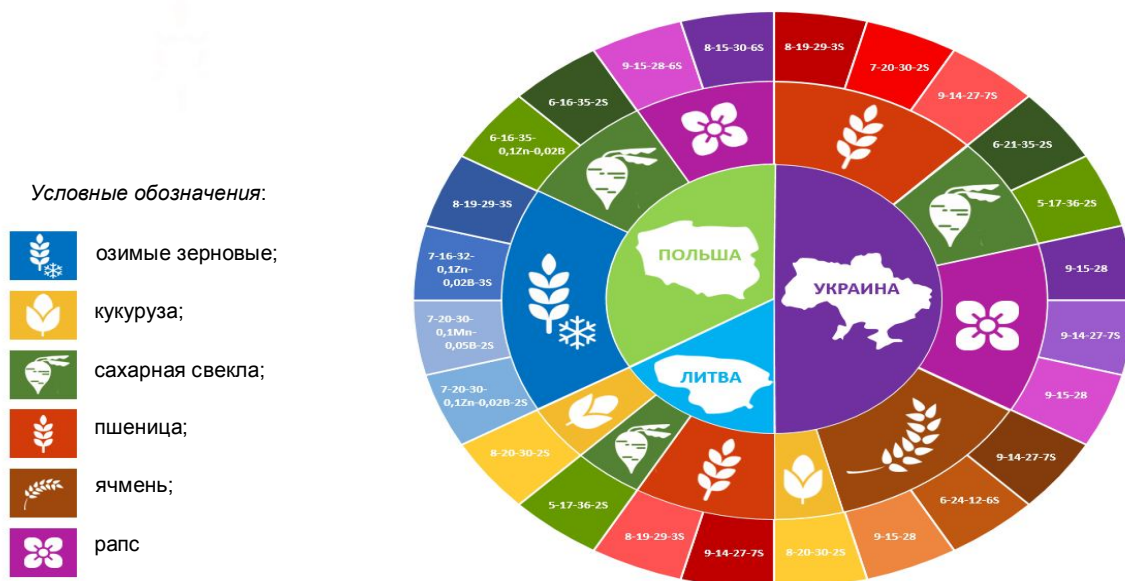 Условные обозначения:
озимые зерновые;
кукуруза;
сахарная свекла;
пшеница;
ячмень;
рапс
8-15-30-6S
8-19-29-3S
9-15-28-6S
7-20-30-2S
6-16-35-2S
9-14-27-7S
6-16-35-
0,1Zn-0,02B
6-21-35-2S
8-19-29-3S
5-17-36-2S
ПОЛЬША
7-16-32-
0,1Zn-
0,02B-3S
УКРАИНА
9-15-28
7-20-30-
0,1Mn-
0,05B-2S
9-14-27-7S
ЛИТВА
7-20-30-
0,1Zn-0,02B-2S
9-15-28
8-20-30-2S
9-14-27-7S
5-17-36-2S
6-24-12-6S
8-19-29-3S
9-14-27-7S
8-20-30-2S
9-15-28